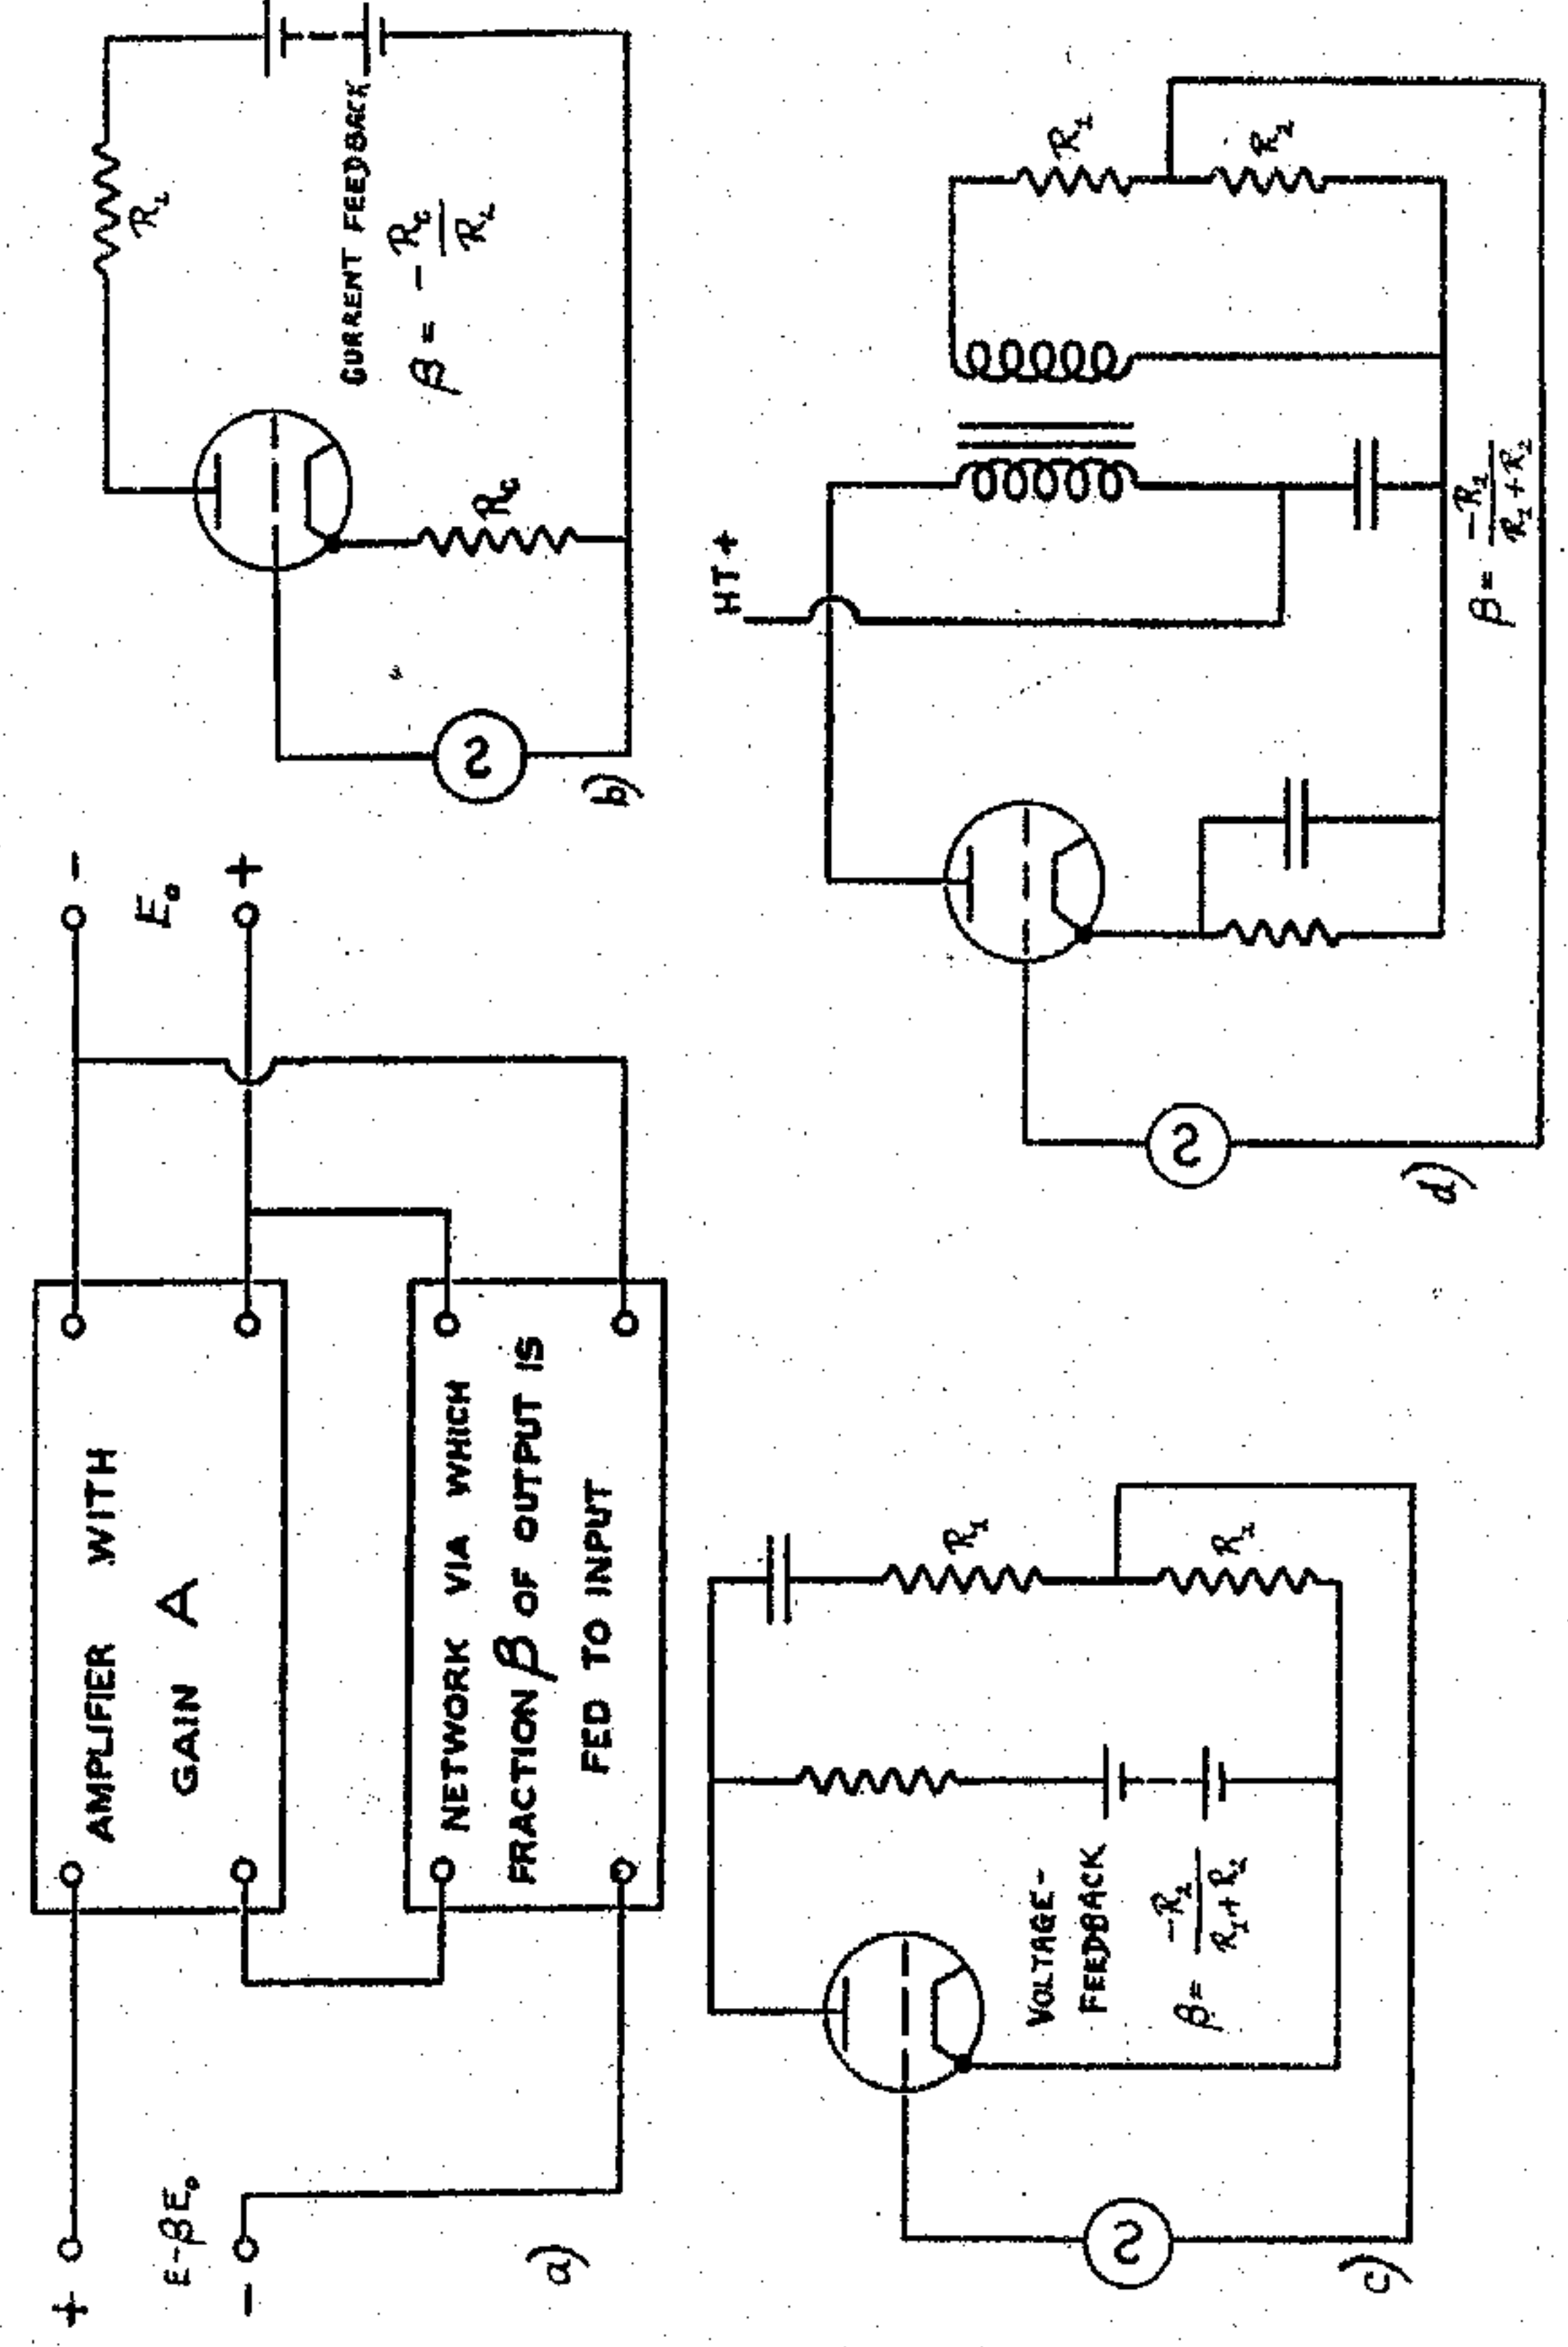 +
E-βE₀
-
AMPLIFIER WITH
GAIN A
NETWORK VIA WHICH
FRACTION β OF OUTPUT IS
FED TO INPUT
-
E₀
+
a)
R_L
CURRENT FEEDBACK
β = - R_C / R_L
R_C
S
b)
VOLTAGE-
FEEDBACK
β = -R₂ / R₁+R₂
R₁
R₂
S
c)
HT+
R₁
R₂
β = -R₂ / R₁+R₂
S
d)